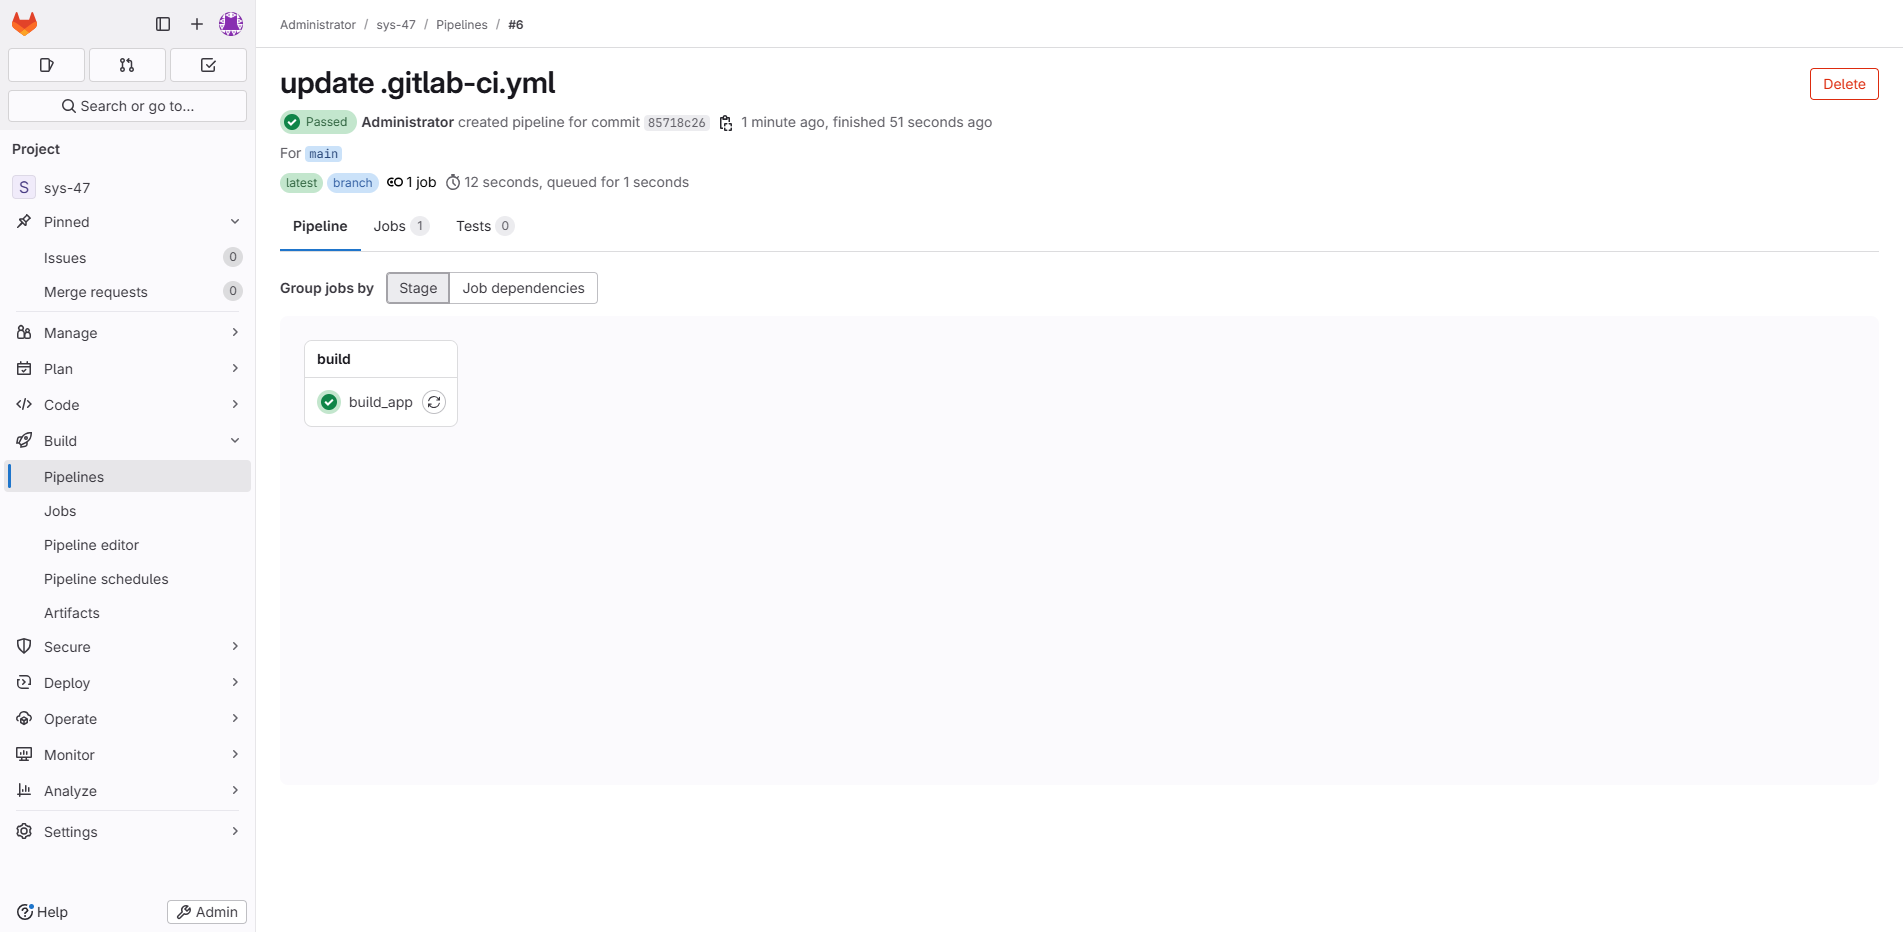 Administrator / sys-47 / Pipelines / #6
Search or go to...
Project
S sys-47
Pinned
Issues 0
Merge requests 0
Manage
Plan
Code
Build
Pipelines
Jobs
Pipeline editor
Pipeline schedules
Artifacts
Secure
Deploy
Operate
Monitor
Analyze
Settings
Help
Admin
update .gitlab-ci.yml
Delete
Passed Administrator created pipeline for commit 85718c26 1 minute ago, finished 51 seconds ago
For main
latest branch 1 job 12 seconds, queued for 1 seconds
Pipeline Jobs 1 Tests 0
Group jobs by Stage Job dependencies
build
build_app